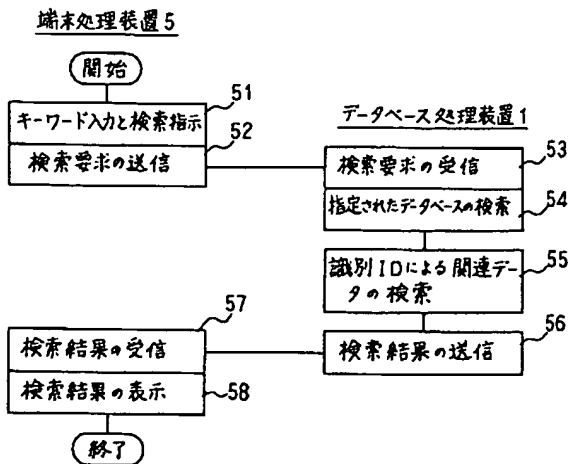 端末処理装置5
開始
51
キーワード入力と検索指示
52
検索要求の送信
データベース処理装置1
53
検索要求の受信
54
指定されたデータベースの検索
55
識別IDによる関連デー
タの検索
56
検索結果の送信
57
検索結果の受信
検索結果の表示
58
終了